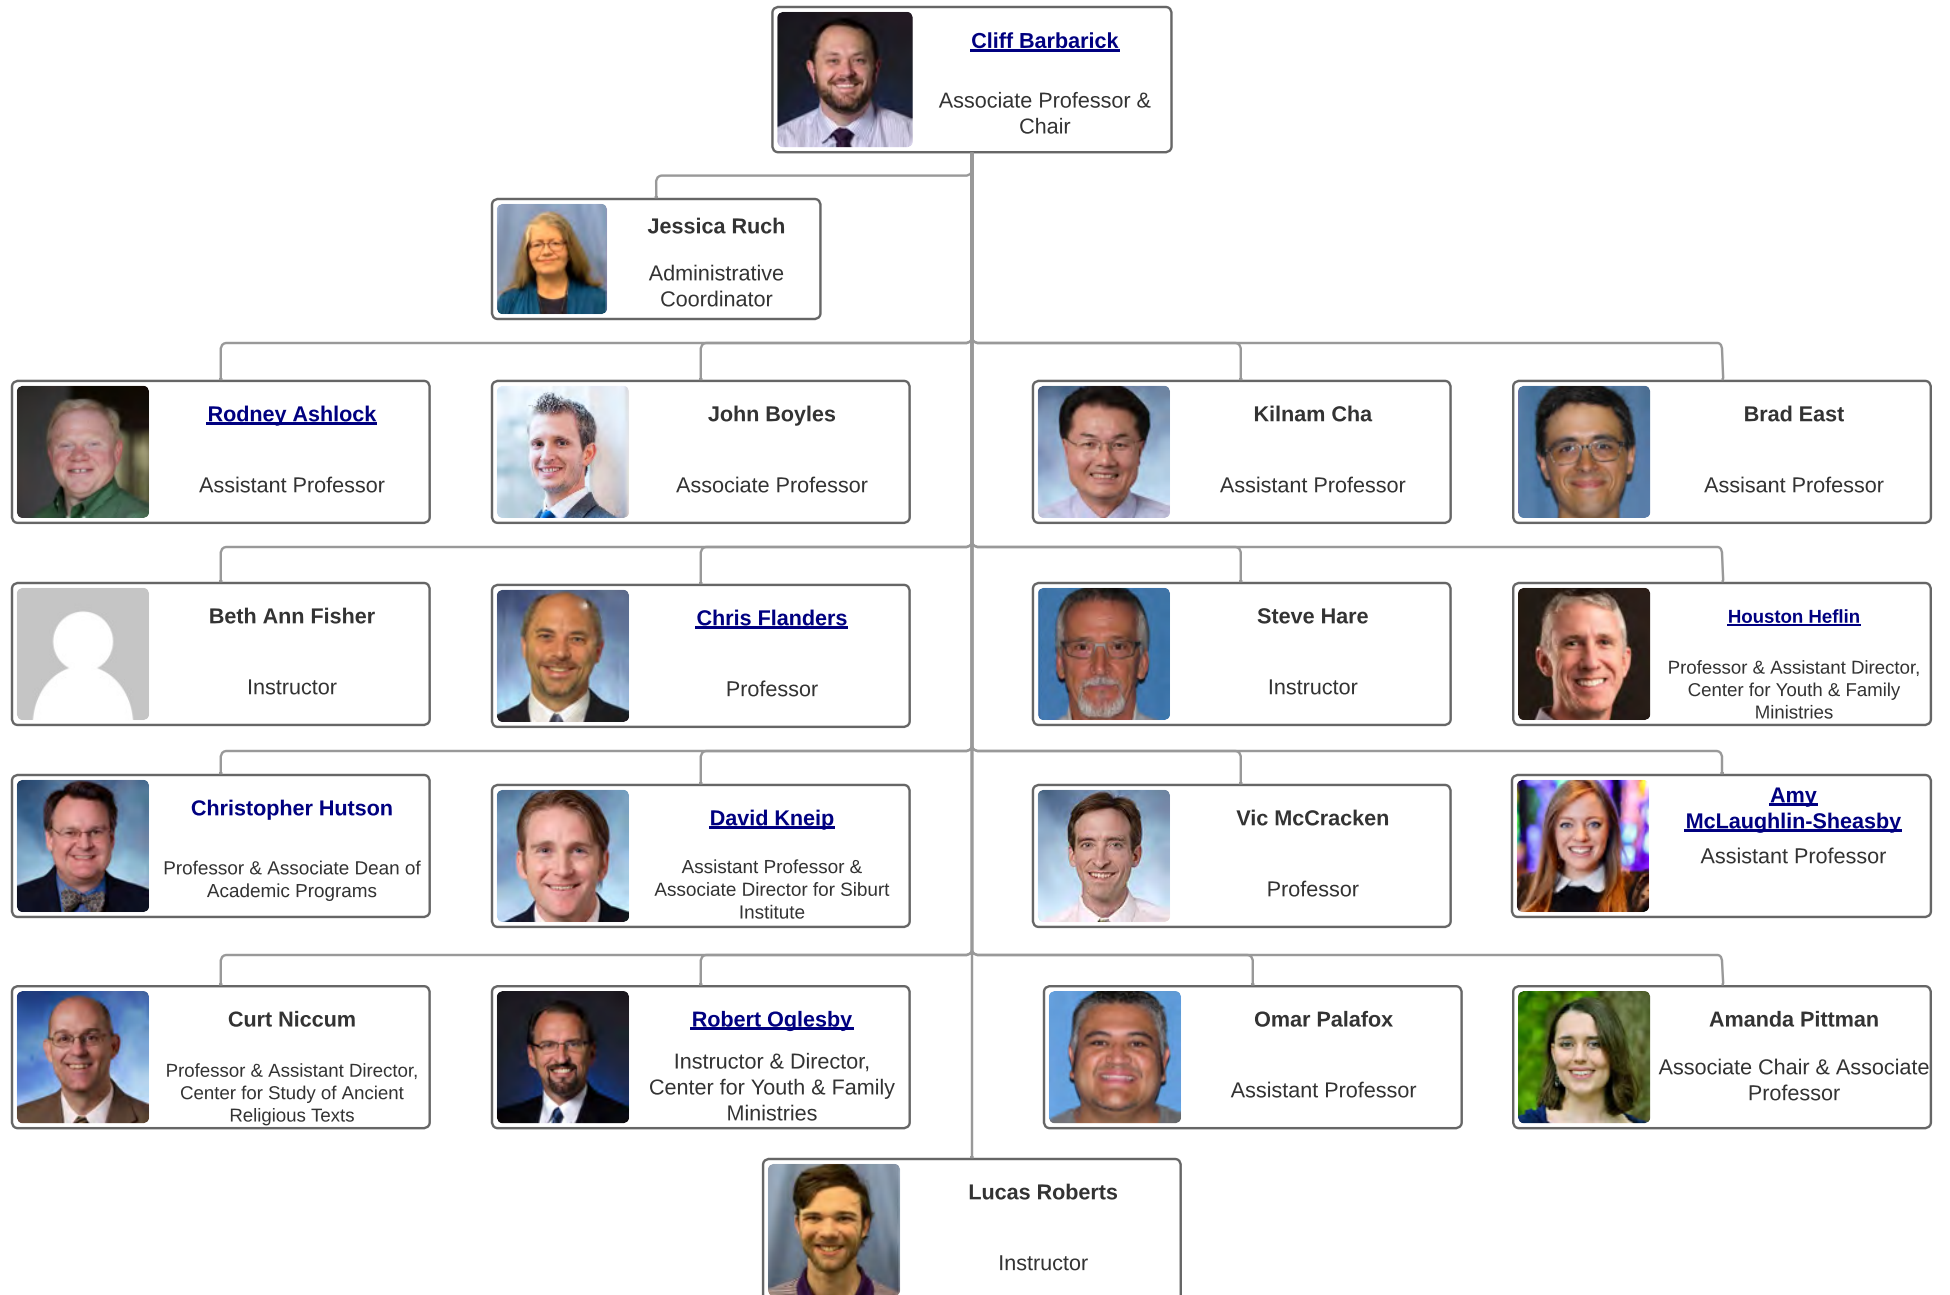 Cliff Barbarick
Associate Professor &
Chair
Jessica Ruch
Administrative
Coordinator
Rodney Ashlock
Assistant Professor
John Boyles
Associate Professor
Kilnam Cha
Assistant Professor
Brad East
Assisant Professor
Beth Ann Fisher
Instructor
Chris Flanders
Professor
Steve Hare
Instructor
Houston Heflin
Professor & Assistant Director,
Center for Youth & Family
Ministries
Christopher Hutson
Professor & Associate Dean of
Academic Programs
David Kneip
Assistant Professor &
Associate Director for Siburt
Institute
Vic McCracken
Professor
Amy
McLaughlin-Sheasby
Assistant Professor
Curt Niccum
Professor & Assistant Director,
Center for Study of Ancient
Religious Texts
Robert Oglesby
Instructor & Director,
Center for Youth & Family
Ministries
Omar Palafox
Assistant Professor
Amanda Pittman
Associate Chair & Associate
Professor
Lucas Roberts
Instructor